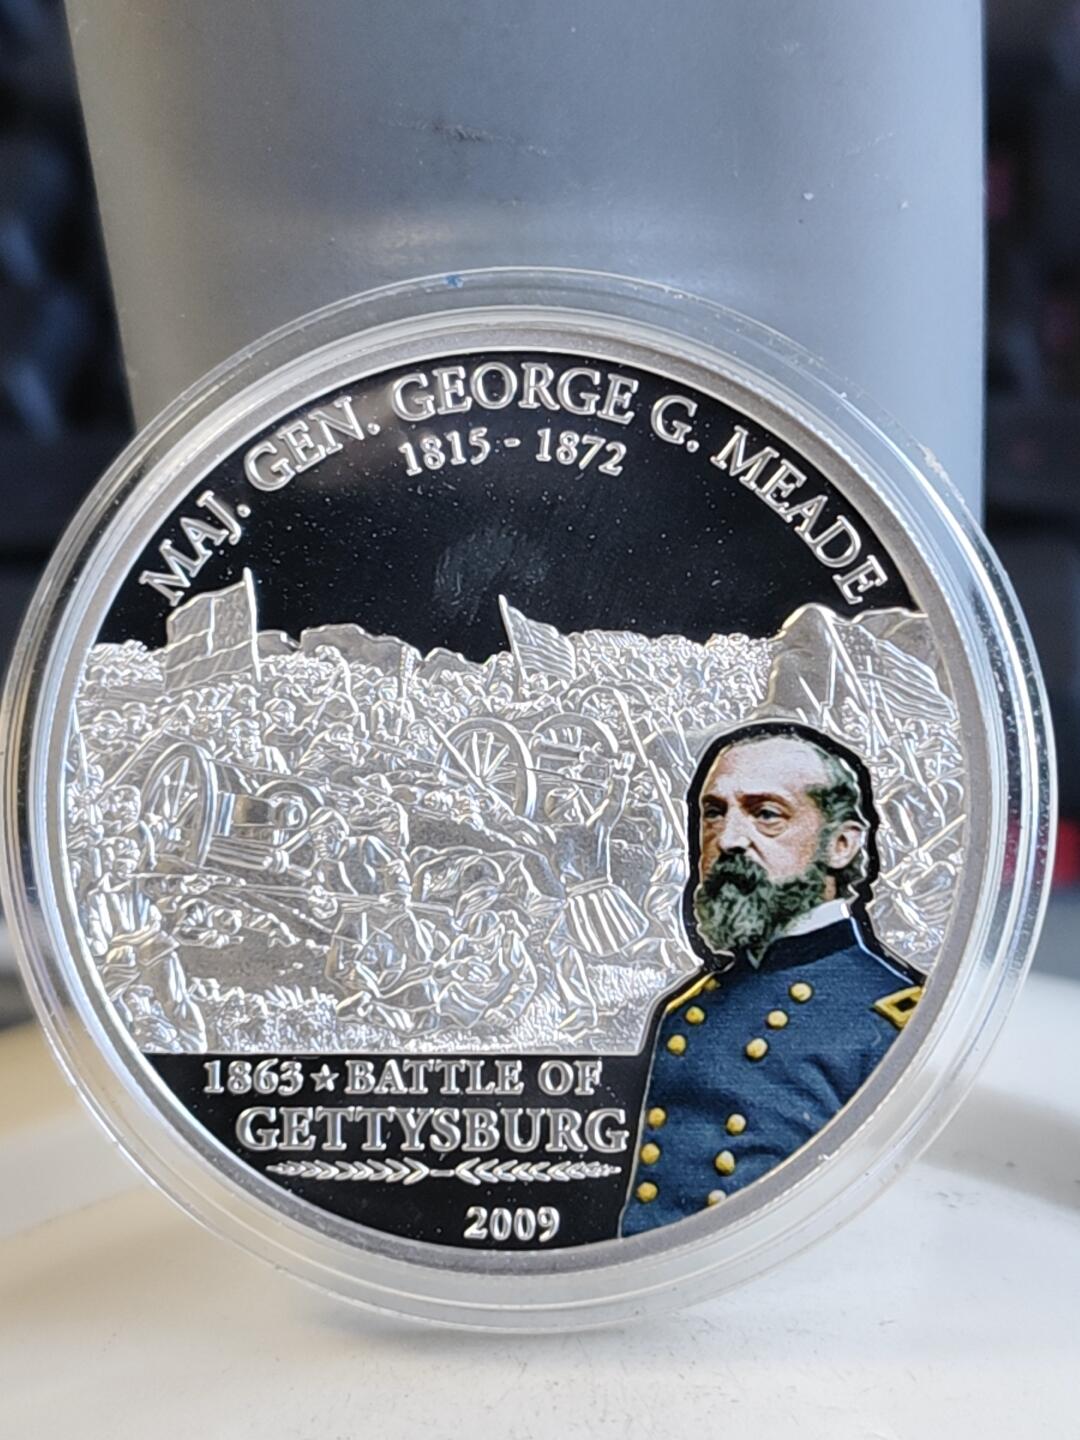 MAJ. GEN. GEORGE G. MEADE
1815 - 1872
1863 ★ BATTLE OF
GETTYSBURG
2009